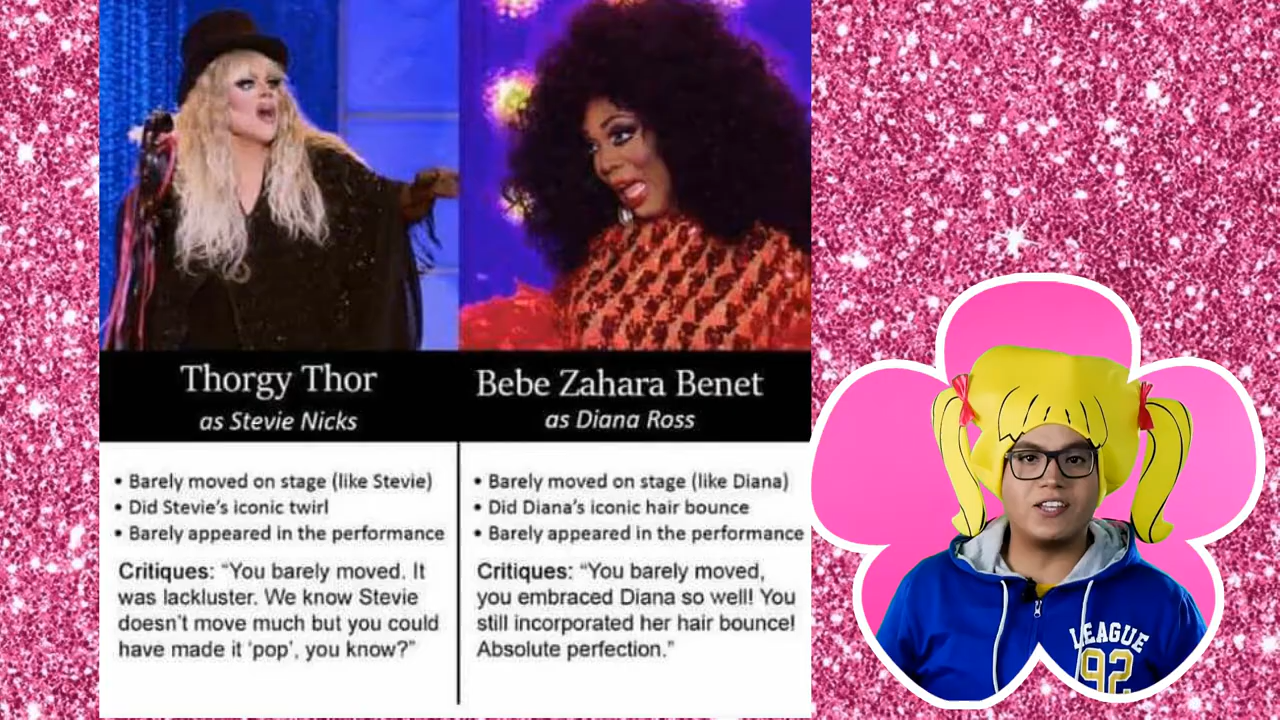 Thorgy Thor
as Stevie Nicks
• Barely moved on stage (like Stevie)
• Did Stevie's iconic twirl
• Barely appeared in the performance
Critiques: “You barely moved. It
was lackluster. We know Stevie
doesn't move much but you could
have made it ‘pop’, you know?”
Bebe Zahara Benet
as Diana Ross
• Barely moved on stage (like Diana)
• Did Diana's iconic hair bounce
• Barely appeared in the performance
Critiques: “You barely moved,
you embraced Diana so well! You
still incorporated her hair bounce!
Absolute perfection.”
LEAGUE
92